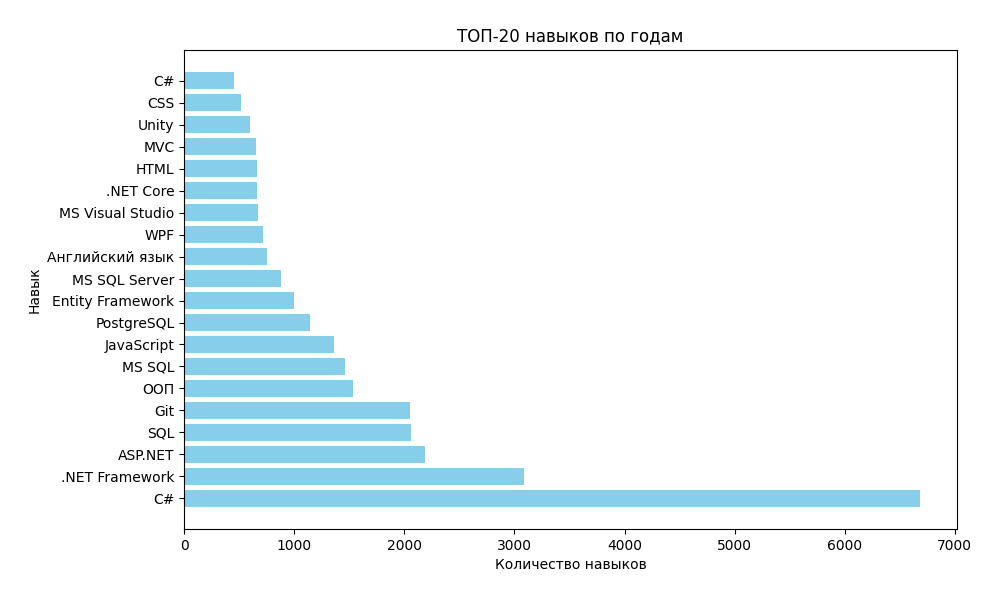 ТОП-20 навыков по годам
C#
CSS
Unity
MVC
HTML
.NET Core
MS Visual Studio
WPF
Английский язык
MS SQL Server
Entity Framework
PostgreSQL
JavaScript
MS SQL
ООП
Git
SQL
ASP.NET
.NET Framework
C#
Навык
0 1000 2000 3000 4000 5000 6000 7000
Количество навыков